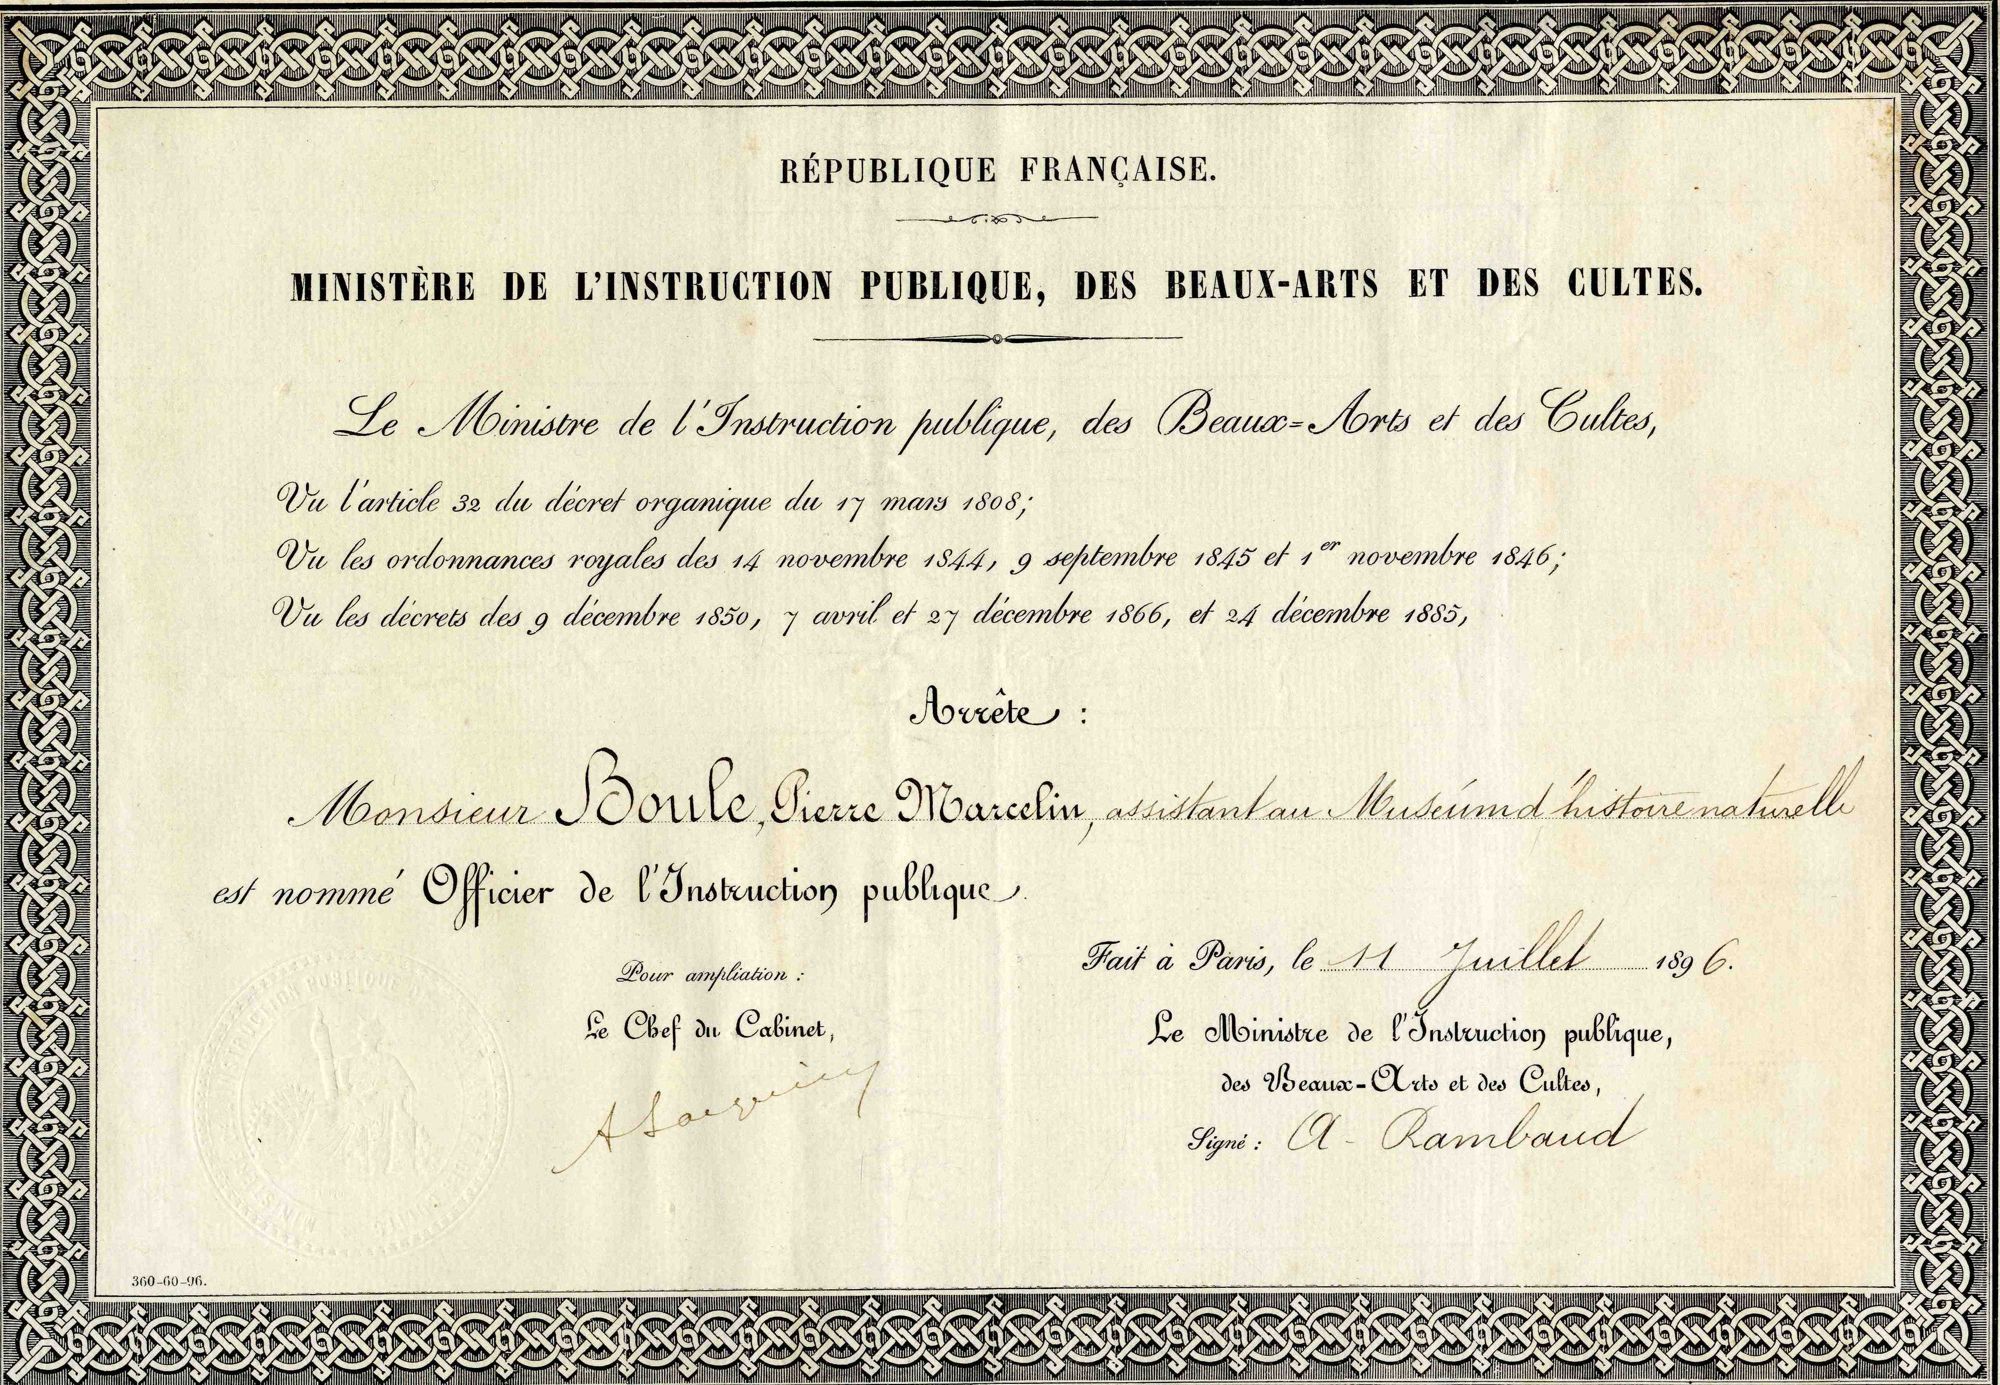 RÉPUBLIQUE FRANÇAISE.
MINISTÈRE DE L'INSTRUCTION PUBLIQUE, DES BEAUX-ARTS ET DES CULTES.
Le Ministre de l'Instruction publique, des Beaux-Arts et des Cultes,
Vu l'article 32 du décret organique du 17 mars 1808;
Vu les ordonnances royales des 14 novembre 1844, 9 septembre 1845 et 1er novembre 1846;
Vu les décrets des 9 décembre 1850, 7 avril et 27 décembre 1866, et 24 décembre 1885,
Arrête :
Monsieur Boule, Pierre Marcelin, assistant au Muséum d'histoire naturelle
est nommé Officier de l'Instruction publique.
Fait à Paris, le 11 Juillet 1896.
Pour ampliation :
Le Chef du Cabinet,
Le Ministre de l'Instruction publique,
des Beaux-Arts et des Cultes,
Signé : A - Rambaud
INSTRUCTION PUBLIQUE
MINISTÈRE
CULTES
360-60-96.